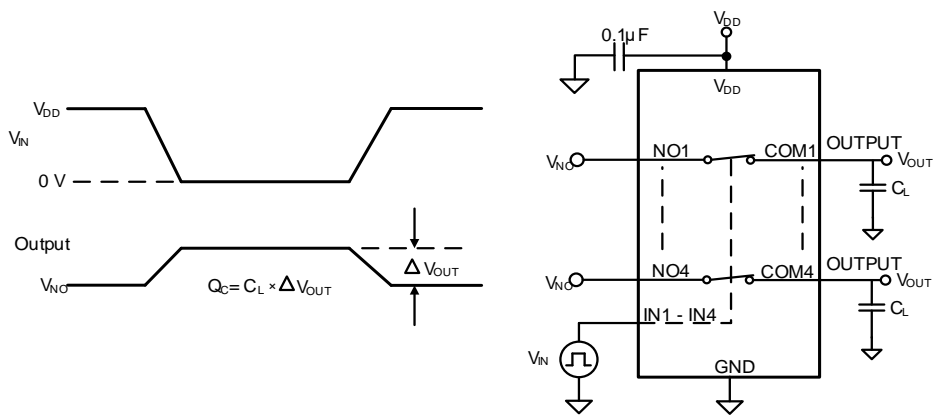 VDD
VIN
0 V
Output
VNO
QC= CL × ΔVOUT
Δ VOUT
VDD
0.1µF
VDD
VNO
NO1
COM1
OUTPUT
VOUT
CL
VNO
NO4
COM4
OUTPUT
VOUT
CL
IN1 - IN4
VIN
GND